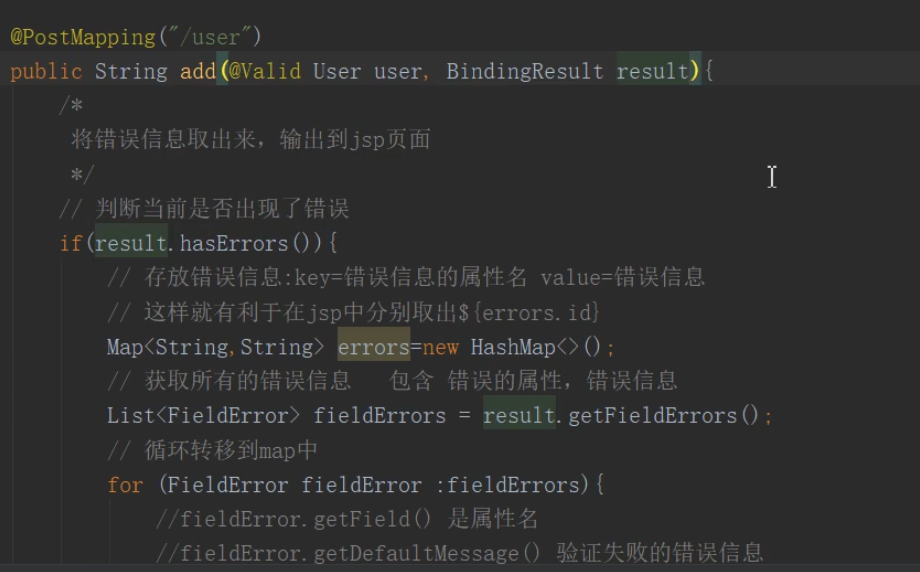 @PostMapping("/user")
public String add(@Valid User user, BindingResult result){
/*
将错误信息取出来，输出到jsp页面
*/
// 判断当前是否出现了错误
if(result.hasErrors()){
// 存放错误信息:key=错误信息的属性名 value=错误信息
// 这样就有利于在jsp中分别取出${errors.id}
Map<String,String> errors=new HashMap<>();
// 获取所有的错误信息   包含 错误的属性，错误信息
List<FieldError> fieldErrors = result.getFieldErrors();
// 循环转移到map中
for (FieldError fieldError :fieldErrors){
//fieldError.getField() 是属性名
//fieldError.getDefaultMessage() 验证失败的错误信息